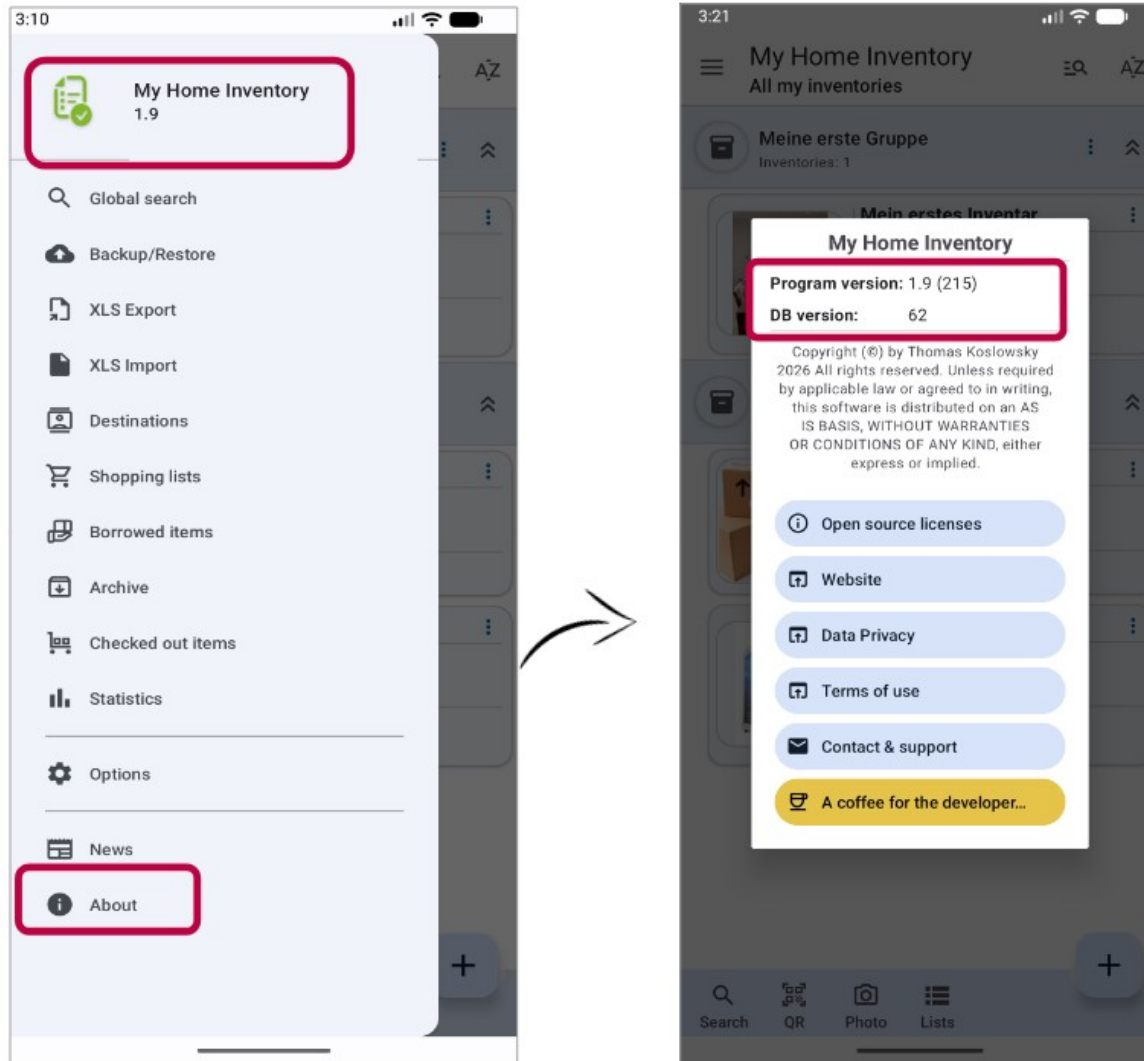 3:10
My Home Inventory
1.9
AZ
Global search
Backup/Restore
XLS Export
XLS Import
Destinations
Shopping lists
Borrowed items
Archive
Checked out items
Statistics
Options
News
About
3:21
My Home Inventory
All my inventories
AZ
Meine erste Gruppe
Inventories: 1
Mein erstes Inventar
My Home Inventory
Program version: 1.9 (215)
DB version: 62
Copyright (©) by Thomas Koslowsky
2026 All rights reserved. Unless required
by applicable law or agreed to in writing,
this software is distributed on an AS
IS BASIS, WITHOUT WARRANTIES
OR CONDITIONS OF ANY KIND, either
express or implied.
Open source licenses
Website
Data Privacy
Terms of use
Contact & support
A coffee for the developer...
Search QR Photo Lists